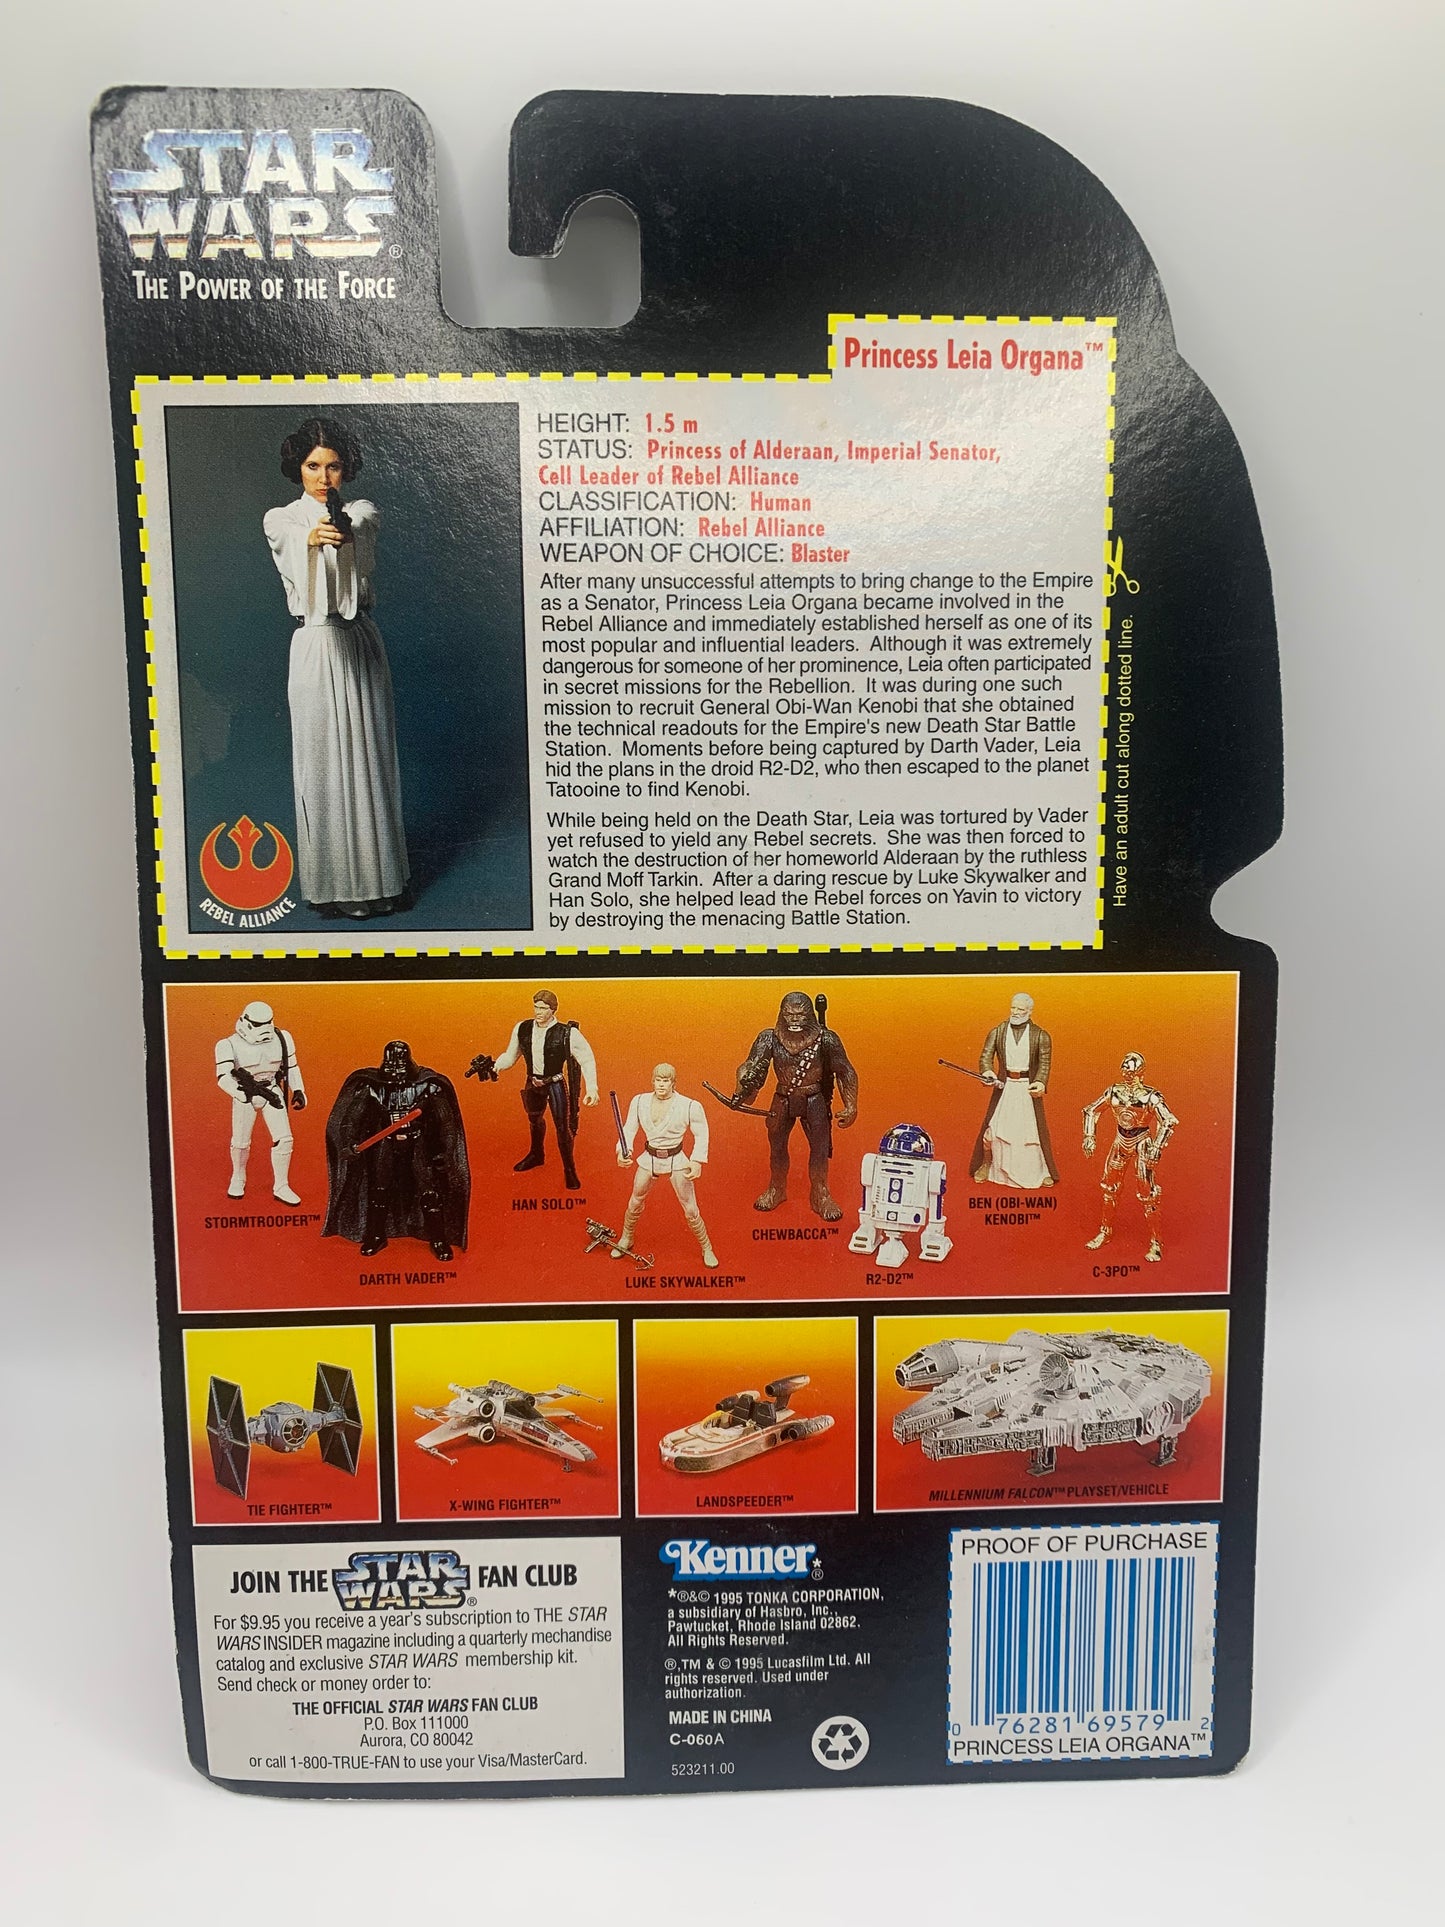 STAR
WARS®
THE POWER OF THE FORCE
Princess Leia Organa™
HEIGHT: 1.5 m
STATUS: Princess of Alderaan, Imperial Senator,
Cell Leader of Rebel Alliance
CLASSIFICATION: Human
AFFILIATION: Rebel Alliance
WEAPON OF CHOICE: Blaster
After many unsuccessful attempts to bring change to the Empire
as a Senator, Princess Leia Organa became involved in the
Rebel Alliance and immediately established herself as one of its
most popular and influential leaders. Although it was extremely
dangerous for someone of her prominence, Leia often participated
in secret missions for the Rebellion. It was during one such
mission to recruit General Obi-Wan Kenobi that she obtained
the technical readouts for the Empire's new Death Star Battle
Station. Moments before being captured by Darth Vader, Leia
hid the plans in the droid R2-D2, who then escaped to the planet
Tatooine to find Kenobi.
While being held on the Death Star, Leia was tortured by Vader
yet refused to yield any Rebel secrets. She was then forced to
watch the destruction of her homeworld Alderaan by the ruthless
Grand Moff Tarkin. After a daring rescue by Luke Skywalker and
Han Solo, she helped lead the Rebel forces on Yavin to victory
by destroying the menacing Battle Station.
REBEL ALLIANCE
Have an adult cut along dotted line.
STORMTROOPER™
DARTH VADER™
HAN SOLO™
LUKE SKYWALKER™
CHEWBACCA™
R2-D2™
BEN (OBI-WAN)
KENOBI™
C-3PO™
TIE FIGHTER™
X-WING FIGHTER™
LANDSPEEDER™
MILLENNIUM FALCON™ PLAYSET/VEHICLE
JOIN THE STAR WARS® FAN CLUB
For $9.95 you receive a year's subscription to THE STAR
WARS INSIDER magazine including a quarterly mechandise
catalog and exclusive STAR WARS membership kit.
Send check or money order to:
THE OFFICIAL STAR WARS FAN CLUB
P.O. Box 111000
Aurora, CO 80042
or call 1-800-TRUE-FAN to use your Visa/MasterCard.
Kenner*®
*®&© 1995 TONKA CORPORATION,
a subsidiary of Hasbro, Inc.,
Pawtucket, Rhode Island 02862.
All Rights Reserved.
®,TM & © 1995 Lucasfilm Ltd. All
rights reserved. Used under
authorization.
MADE IN CHINA
C-060A
523211.00
PROOF OF PURCHASE
0 76281 69579 2
PRINCESS LEIA ORGANA™